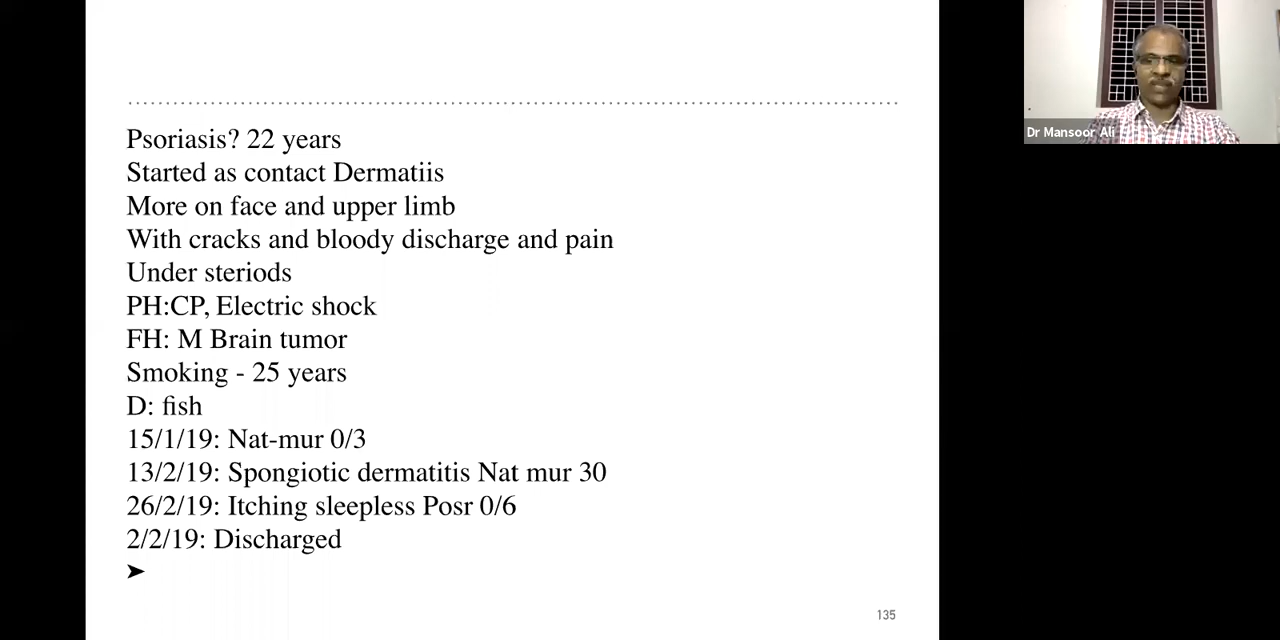 Psoriasis? 22 years
Started as contact Dermatiis
More on face and upper limb
With cracks and bloody discharge and pain
Under steriods
PH:CP, Electric shock
FH: M Brain tumor
Smoking - 25 years
D: fish
15/1/19: Nat-mur 0/3
13/2/19: Spongiotic dermatitis Nat mur 30
26/2/19: Itching sleepless Posr 0/6
2/2/19: Discharged
135
Dr Mansoor Ali